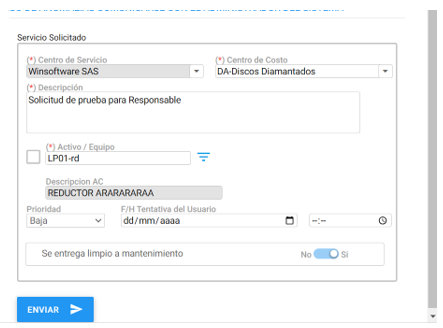 Servicio Solicitado
(*) Centro de Servicio
(*) Centro de Costo
Winsoftware SAS
DA-Discos Diamantados
(*) Descripción
Solicitud de prueba para Responsable
(*) Activo / Equipo
LP01-rd
Descripcion AC
REDUCTOR ARARARARAA
Prioridad
F/H Tentativa del Usuario
Baja
dd/mm/aaaa
--:--
Se entrega limpio a mantenimiento
No
Si
ENVIAR